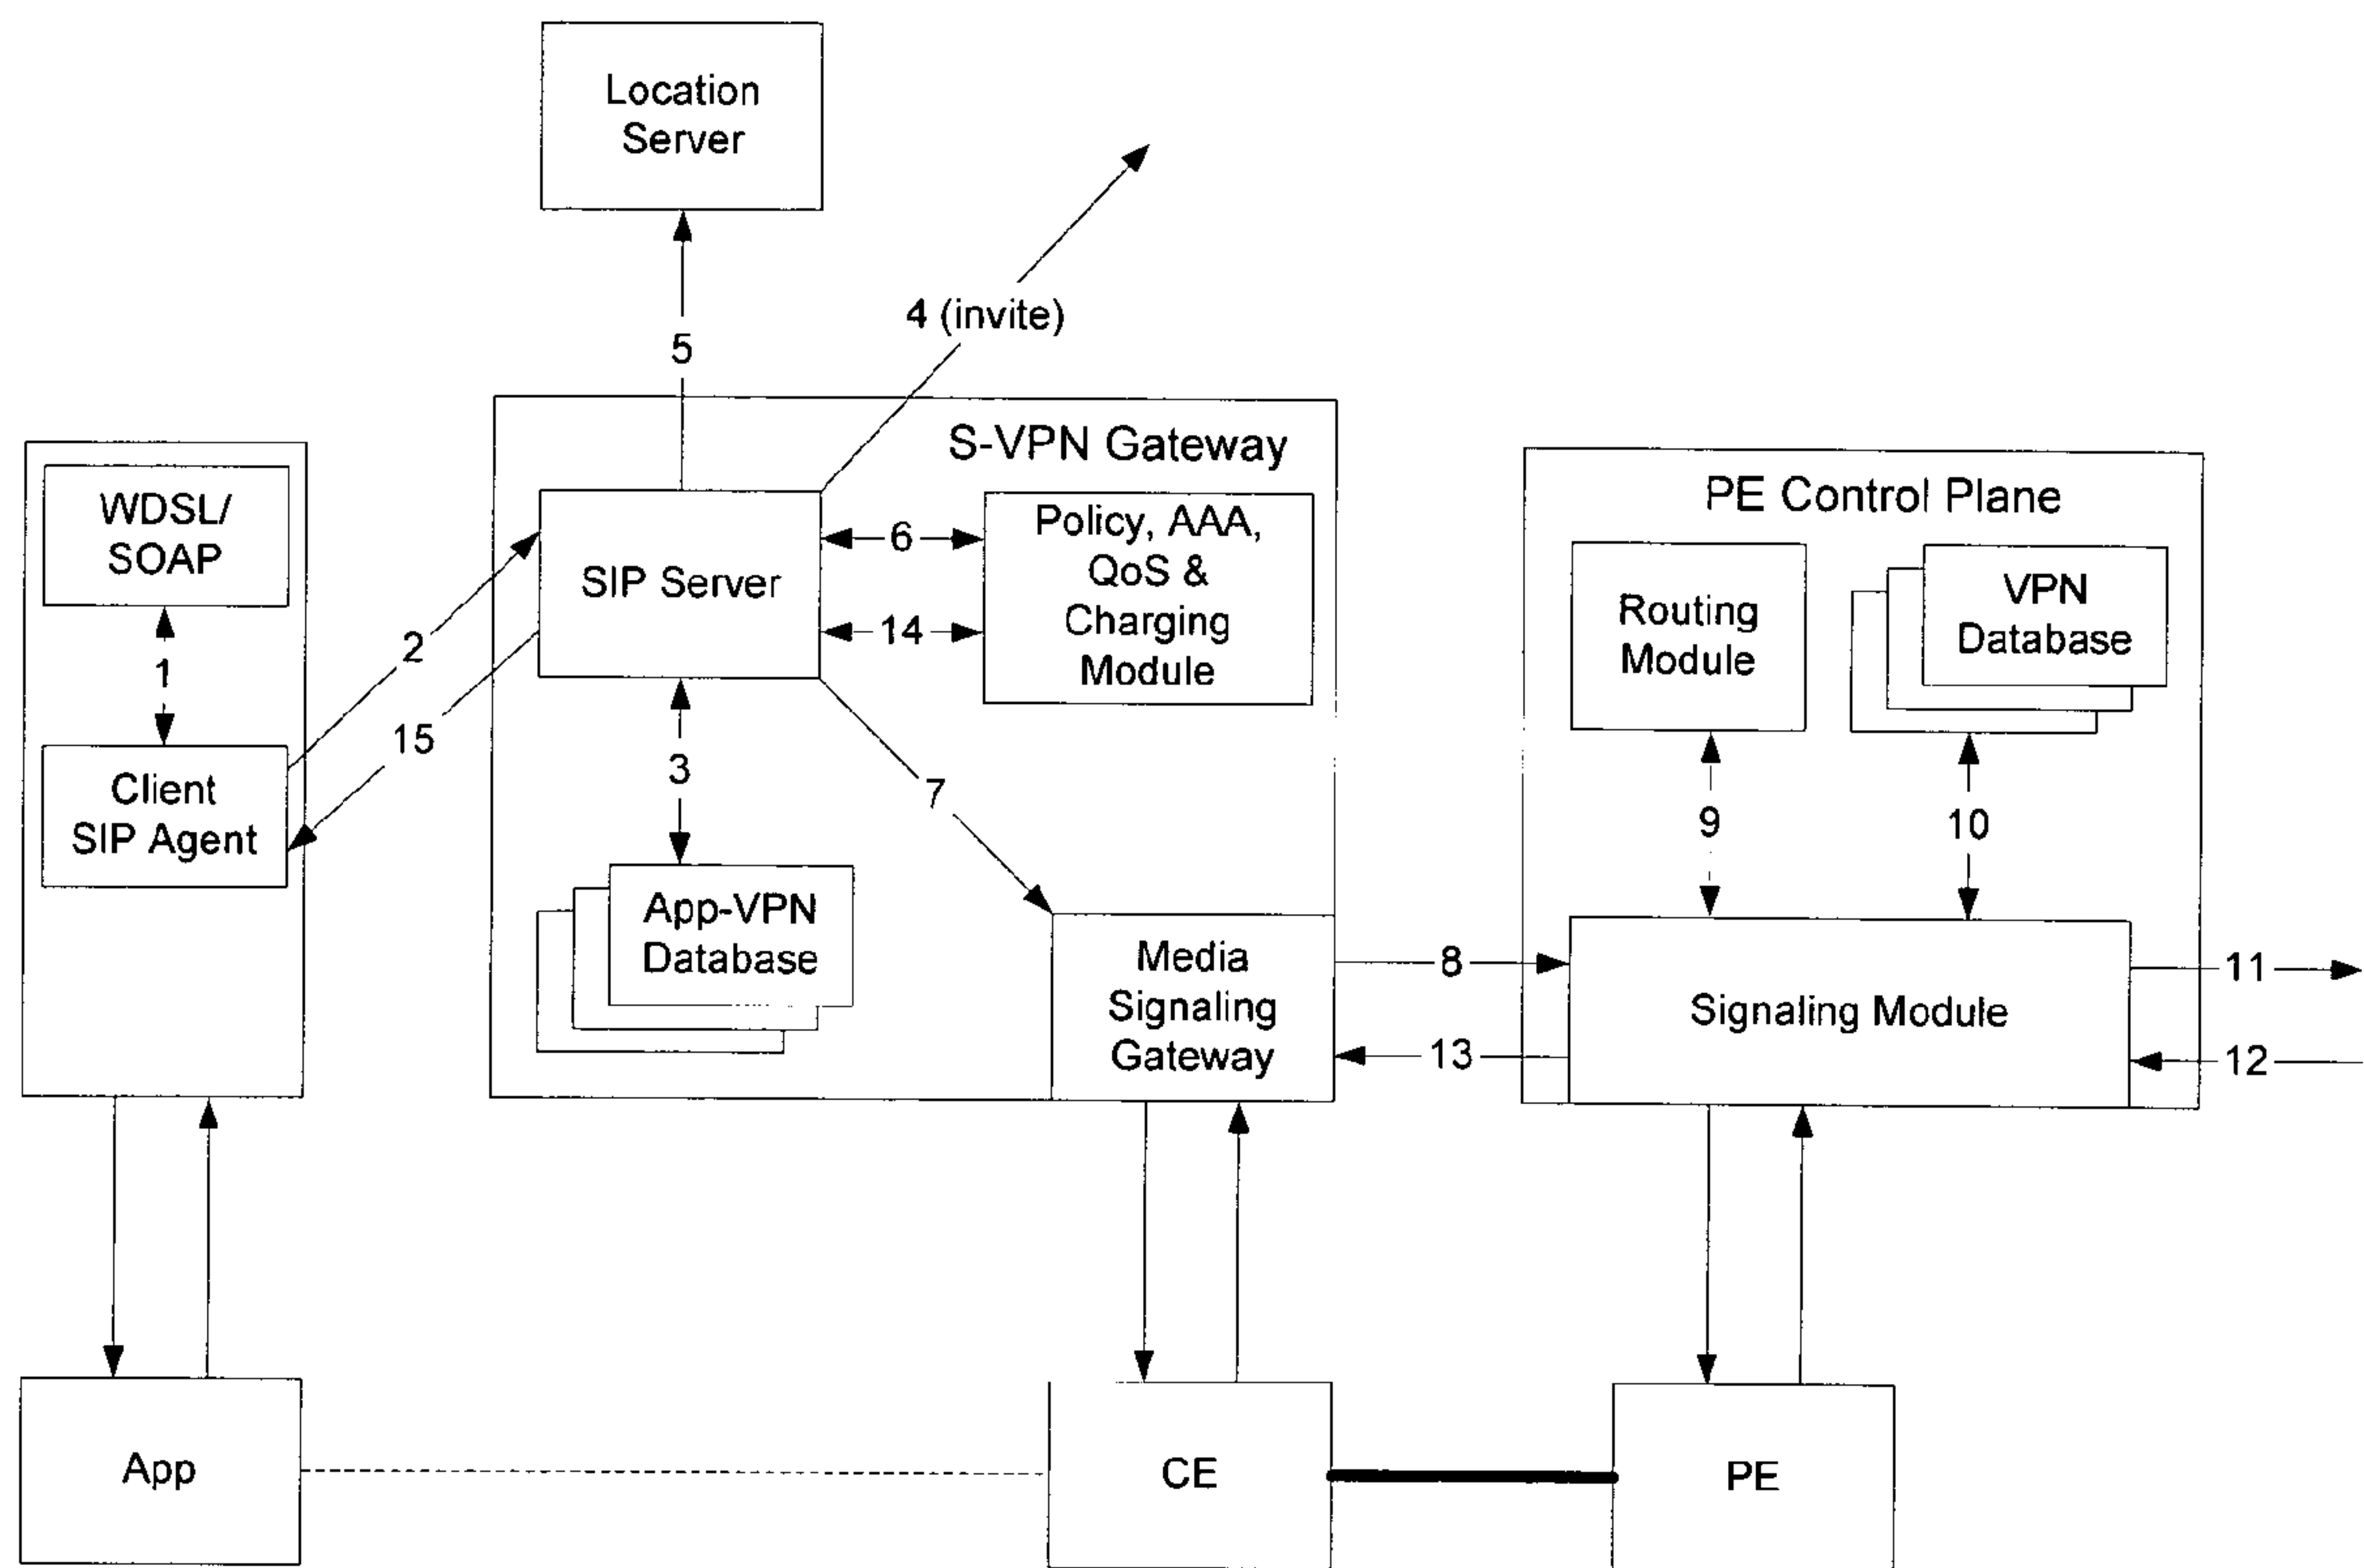 Location
Server
4 (invite)
5
S-VPN Gateway
PE Control Plane
WDSL/
SOAP
1
Client
SIP Agent
2
15
SIP Server
6
14
Policy, AAA,
QoS &
Charging
Module
3
7
App-VPN
Database
Media
Signaling
Gateway
Routing
Module
VPN
Database
9
10
8
13
Signaling Module
11
12
App
CE
PE